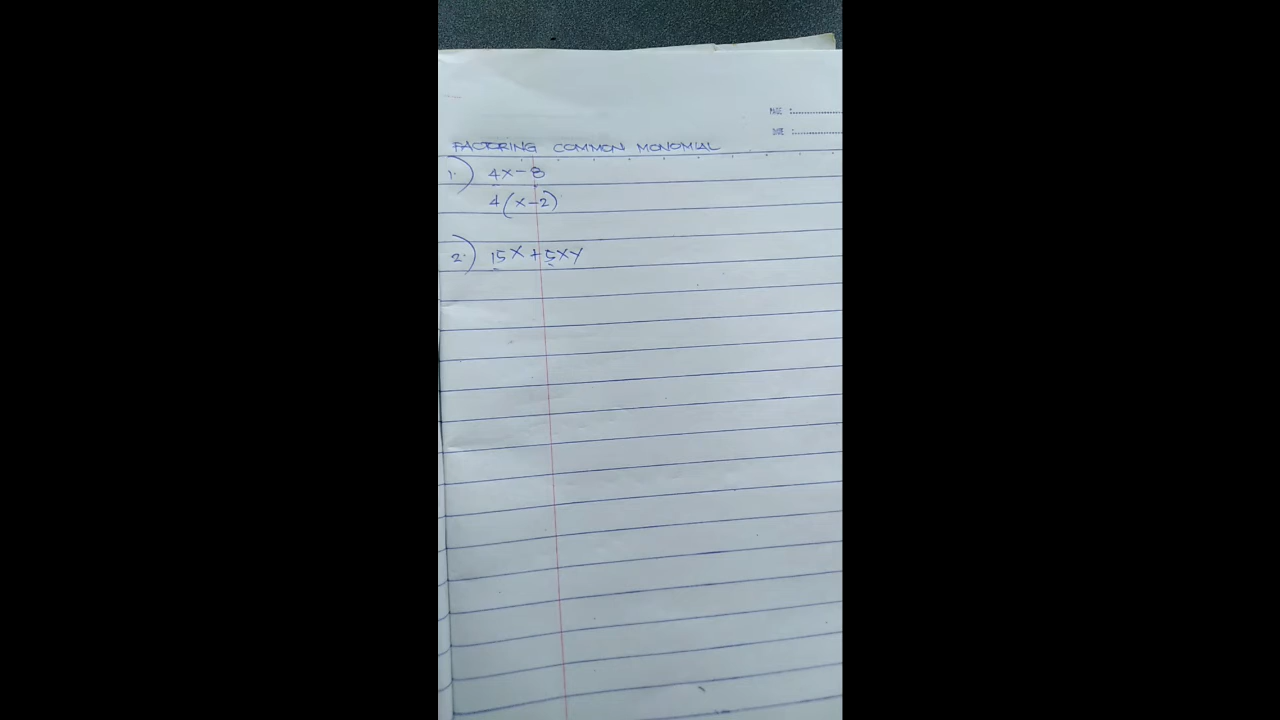 PAGE :
DATE :
FACTORING COMMON MONOMIAL
1.) 4x-8
4(x-2)
2.) 15x+5xy